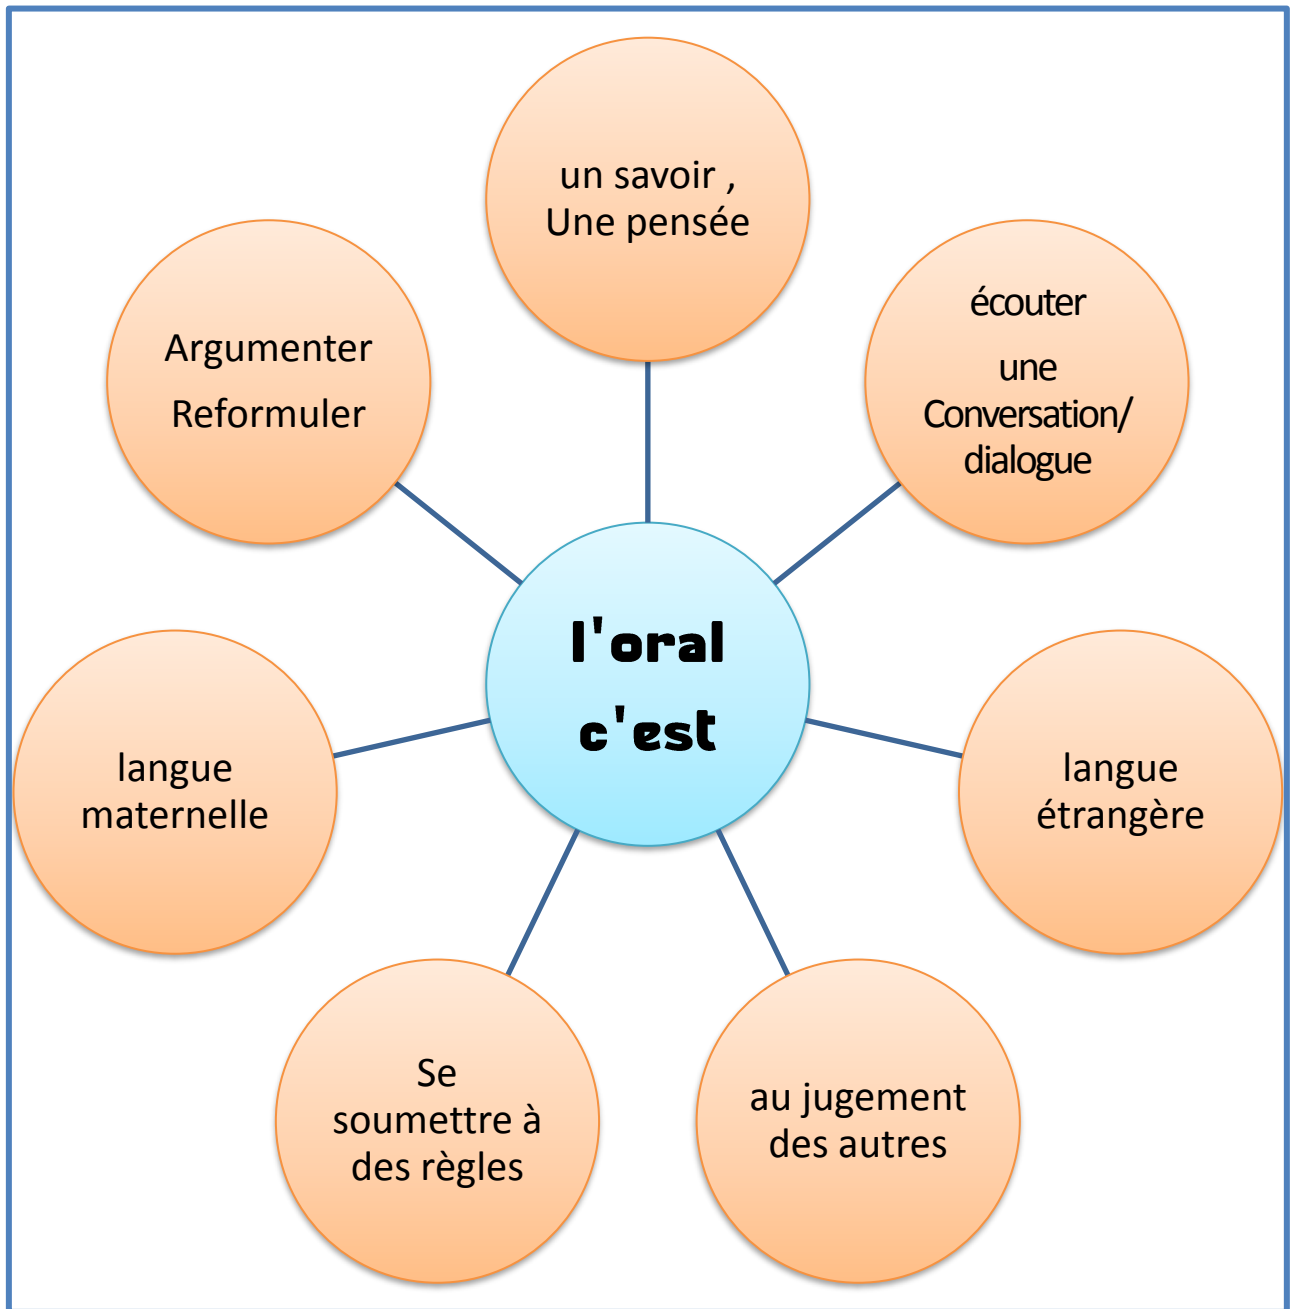 un savoir ,
Une pensée
écouter
une
Conversation/
dialogue
Argumenter
Reformuler
l'oral
c'est
langue
maternelle
langue
étrangère
Se
soumettre à
des règles
au jugement
des autres